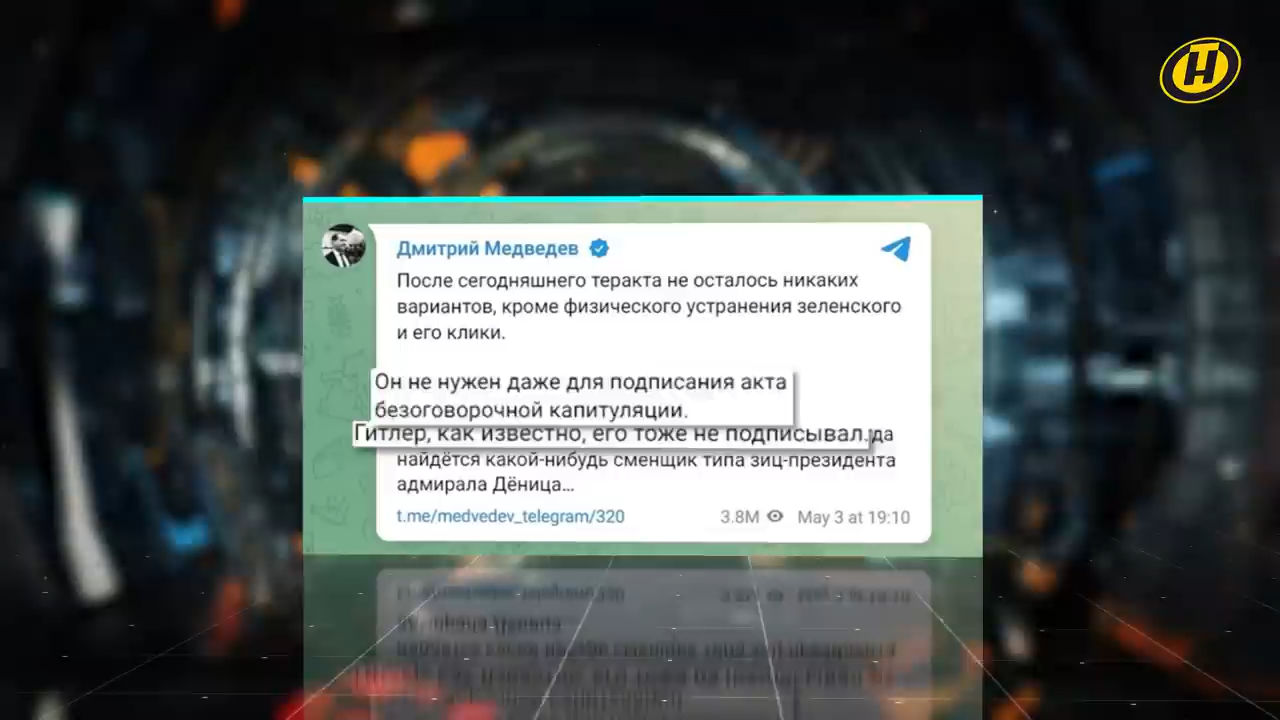 Н
Дмитрий Медведев
После сегодняшнего теракта не осталось никаких
вариантов, кроме физического устранения зеленского
и его клики.
Он не нужен даже для подписания акта
безоговорочной капитуляции.
Гитлер, как известно, его тоже не подписывал. да
найдётся какой-нибудь сменщик типа зиц-президента
адмирала Дёница...
t.me/medvedev_telegram/320
3.8M May 3 at 19:10